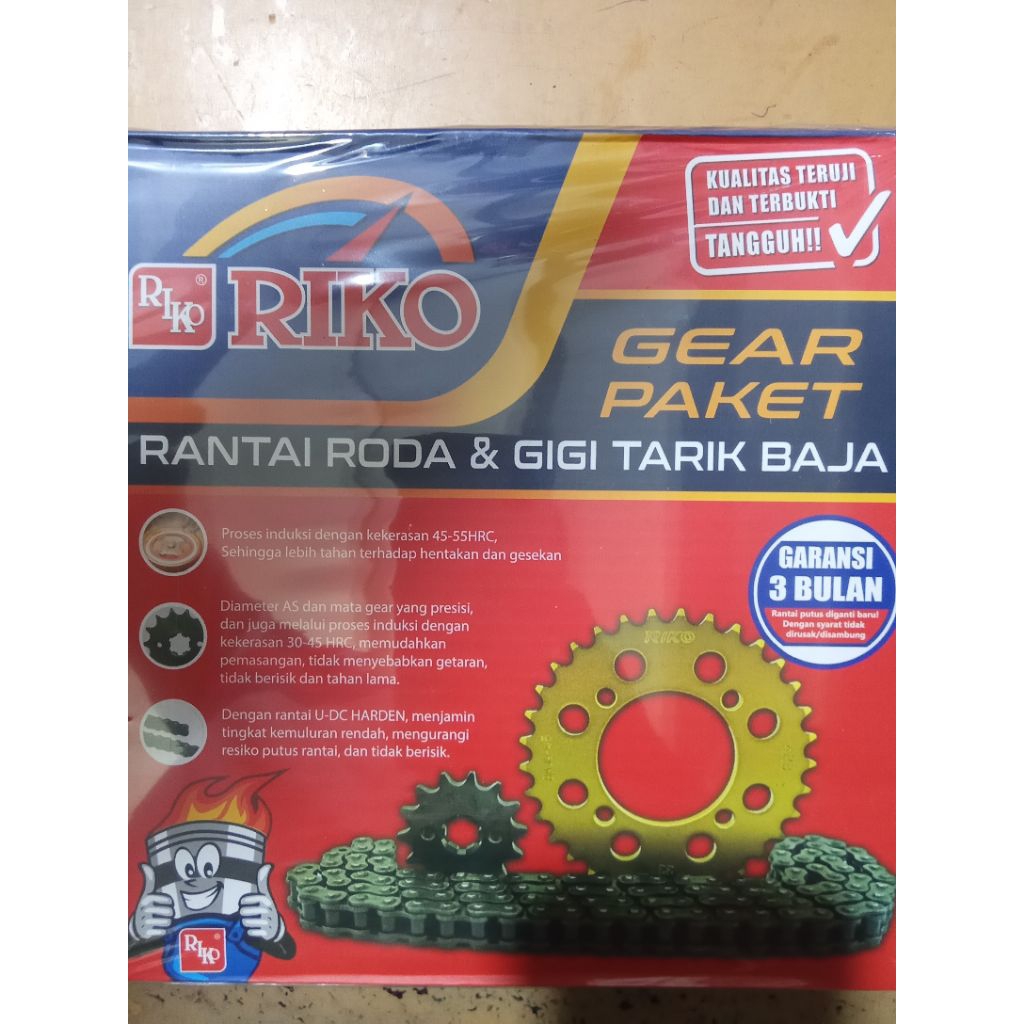 KUALITAS TERUJI
DAN TERBUKTI
TANGGUH!!
RIKO®
RIKO
GEAR
PAKET
RANTAI RODA & GIGI TARIK BAJA
Proses induksi dengan kekerasan 45-55HRC,
Sehingga lebih tahan terhadap hentakan dan gesekan
GARANSI
3 BULAN
Rantai putus diganti baru!
Dengan syarat tidak
dirusak/disambung
Diameter AS dan mata gear yang presisi,
dan juga melalui proses induksi dengan
kekerasan 30-45 HRC, memudahkan
pemasangan, tidak menyebabkan getaran,
tidak berisik dan tahan lama.
RIKO
Dengan rantai U-DC HARDEN, menjamin
tingkat kemuluran rendah, mengurangi
resiko putus rantai, dan tidak berisik.
RIKO